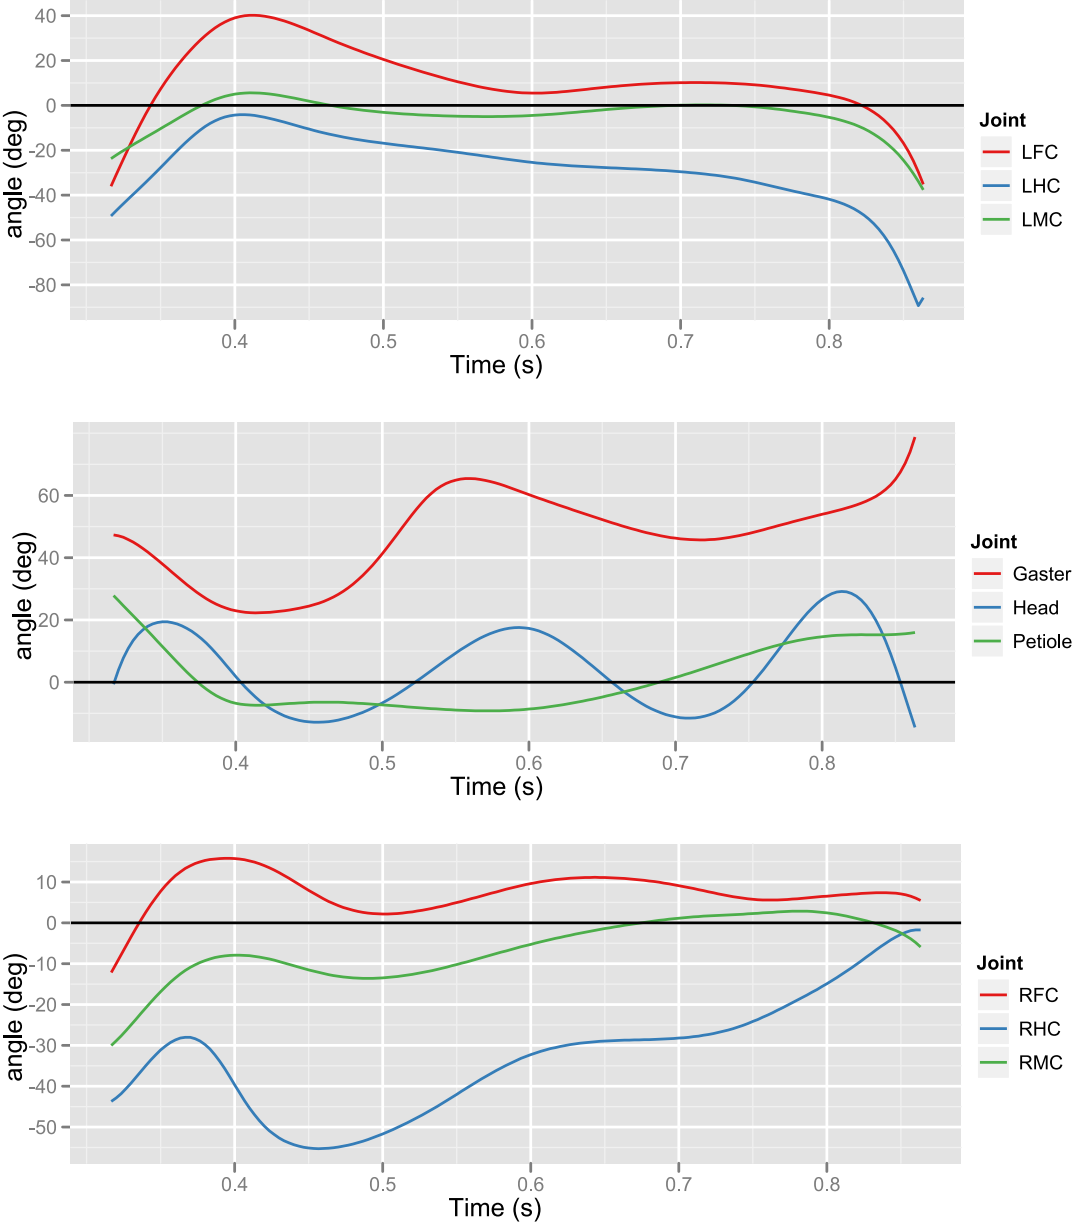 40
20
0
-20
-40
-60
-80
angle (deg)
0.4 0.5 0.6 0.7 0.8
Time (s)
Joint
LFC
LHC
LMC
60
40
20
0
angle (deg)
0.4 0.5 0.6 0.7 0.8
Time (s)
Joint
Gaster
Head
Petiole
10
0
-10
-20
-30
-40
-50
angle (deg)
0.4 0.5 0.6 0.7 0.8
Time (s)
Joint
RFC
RHC
RMC